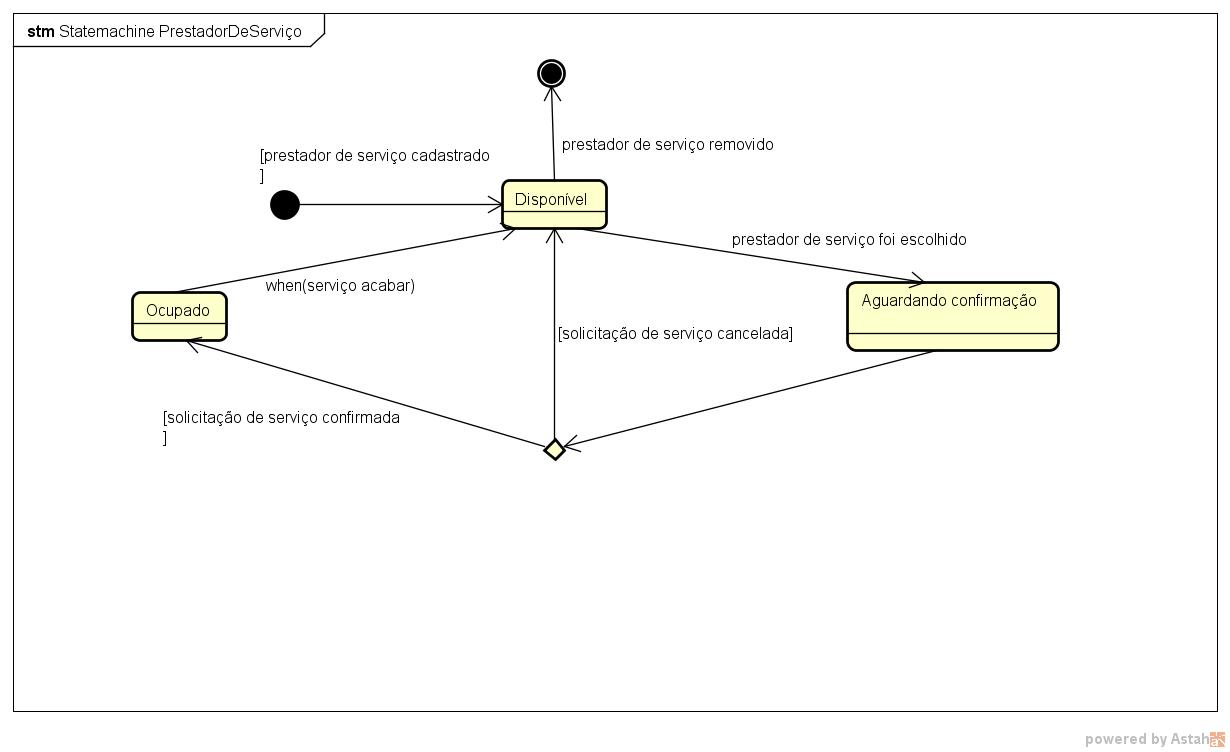 stm Statemachine PrestadorDeServiço
prestador de serviço removido
[prestador de serviço cadastrado
]
Disponível
prestador de serviço foi escolhido
when(serviço acabar)
Aguardando confirmação
Ocupado
[solicitação de serviço cancelada]
[solicitação de serviço confirmada
]
powered by Astah